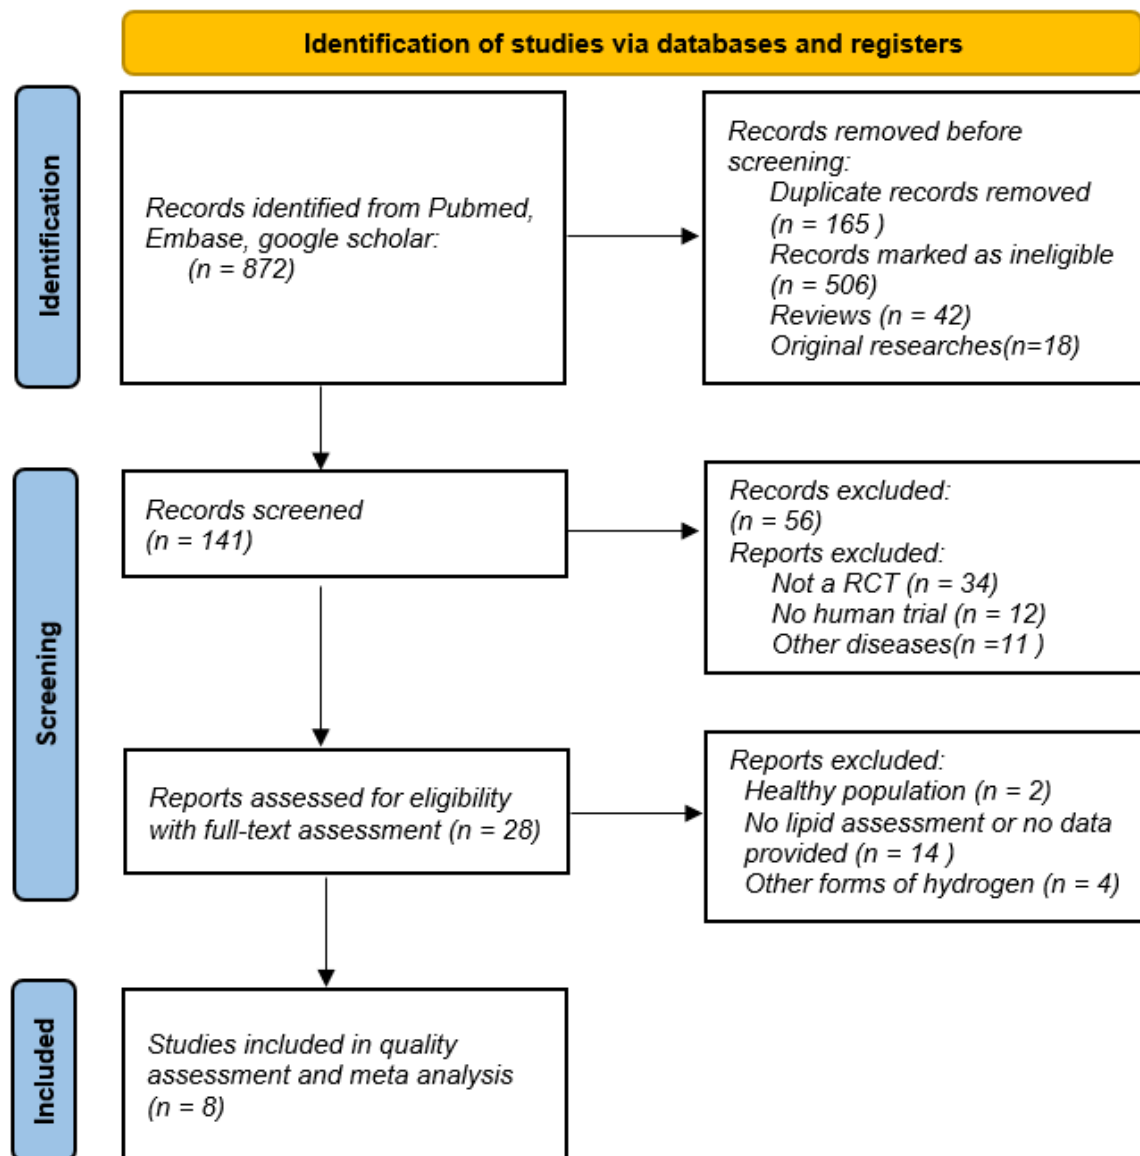 Identification of studies via databases and registers
Identification
Records identified from Pubmed,
Embase, google scholar:
(n = 872)
Records removed before
screening:
Duplicate records removed
(n = 165 )
Records marked as ineligible
(n = 506)
Reviews (n = 42)
Original researches(n=18)
Screening
Records screened
(n = 141)
Records excluded:
(n = 56)
Reports excluded:
Not a RCT (n = 34)
No human trial (n = 12)
Other diseases(n =11 )
Reports assessed for eligibility
with full-text assessment (n = 28)
Reports excluded:
Healthy population (n = 2)
No lipid assessment or no data
provided (n = 14 )
Other forms of hydrogen (n = 4)
Included
Studies included in quality
assessment and meta analysis
(n = 8)